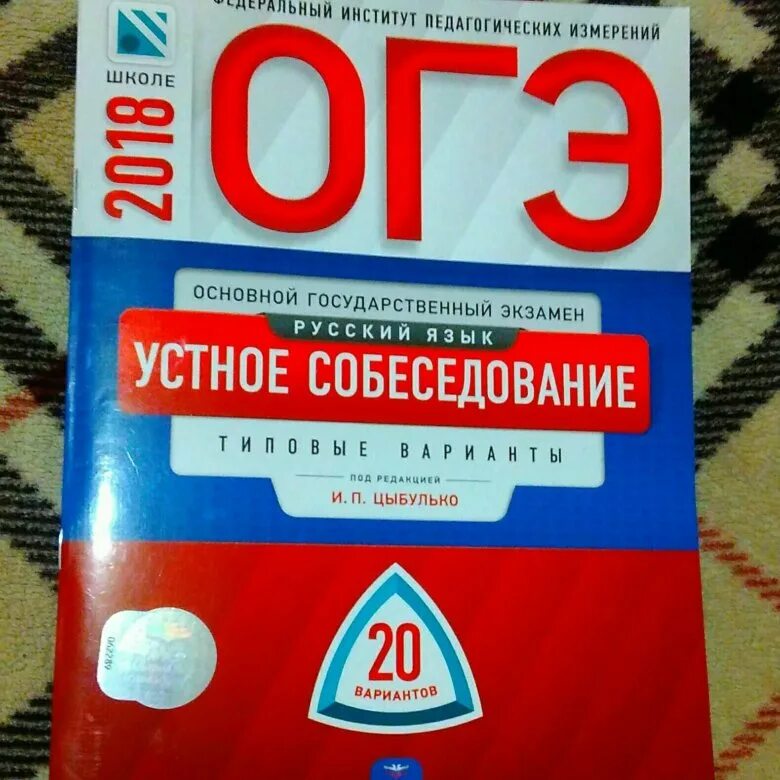 ФЕДЕРАЛЬНЫЙ ИНСТИТУТ ПЕДАГОГИЧЕСКИХ ИЗМЕРЕНИЙ
ШКОЛЕ
2018
ОГЭ
ОСНОВНОЙ ГОСУДАРСТВЕННЫЙ ЭКЗАМЕН
РУССКИЙ ЯЗЫК
УСТНОЕ СОБЕСЕДОВАНИЕ
ТИПОВЫЕ ВАРИАНТЫ
ПОД РЕДАКЦИЕЙ
И. П. ЦЫБУЛЬКО
20
ВАРИАНТОВ
002289